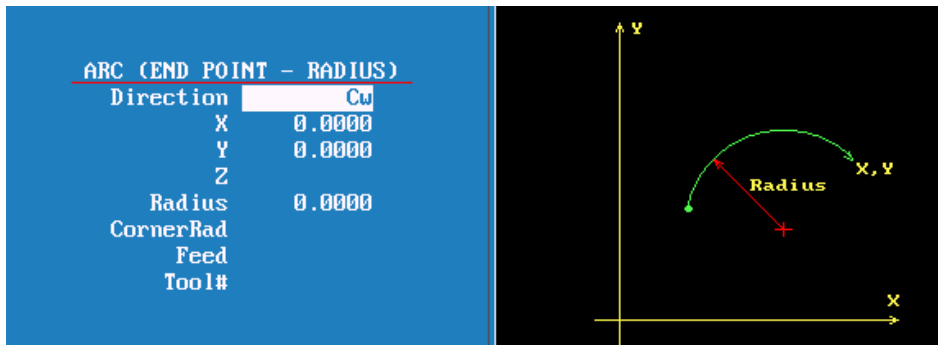 ARC (END POINT - RADIUS)
Direction Cw
X 0.0000
Y 0.0000
Z
Radius 0.0000
CornerRad
Feed
Tool#
Y
X,Y
Radius
X